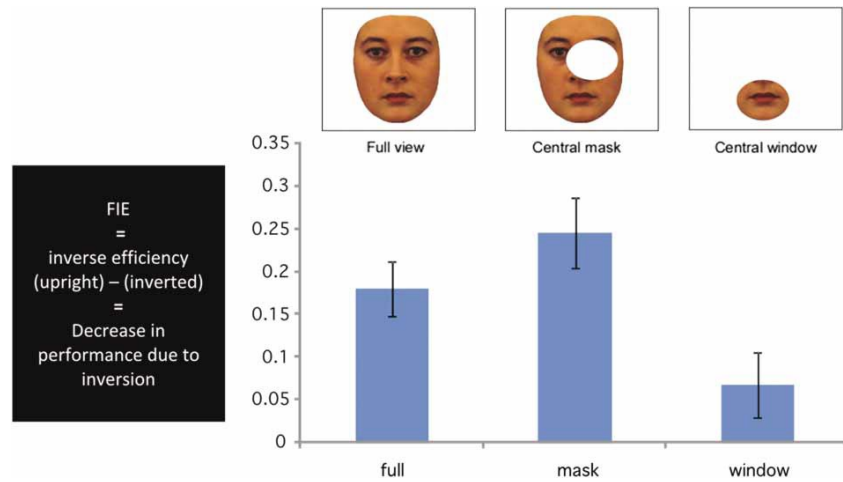 Full view
Central mask
Central window
FIE
=
inverse efficiency
(upright) – (inverted)
=
Decrease in
performance due to
inversion
0.35
0.3
0.25
0.2
0.15
0.1
0.05
0
full
mask
window